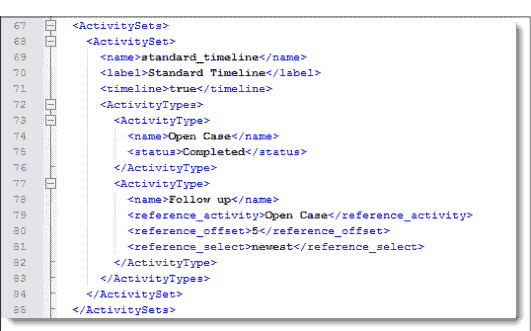 67 <ActivitySets>
68 <ActivitySet>
69 <name>standard_timeline</name>
70 <label>Standard Timeline</label>
71 <timeline>true</timeline>
72 <ActivityTypes>
73 <ActivityType>
74 <name>Open Case</name>
75 <status>Completed</status>
76 </ActivityType>
77 <ActivityType>
78 <name>Follow up</name>
79 <reference_activity>Open Case</reference_activity>
80 <reference_offset>5</reference_offset>
81 <reference_select>newest</reference_select>
82 </ActivityType>
83 </ActivityTypes>
84 </ActivitySet>
85 </ActivitySets>